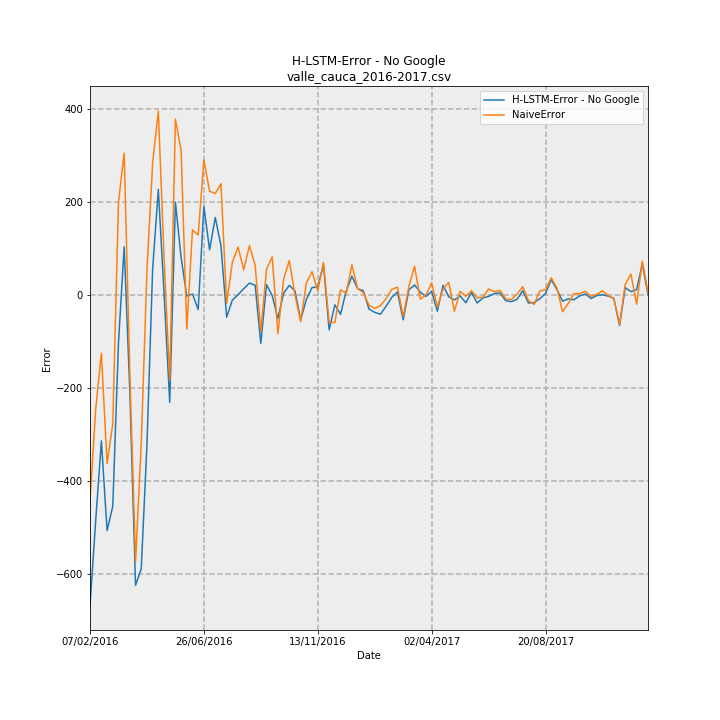 H-LSTM-Error - No Google
valle_cauca_2016-2017.csv
H-LSTM-Error - No Google
NaiveError
400
200
0
−200
−400
−600
Error
07/02/2016 26/06/2016 13/11/2016 02/04/2017 20/08/2017
Date